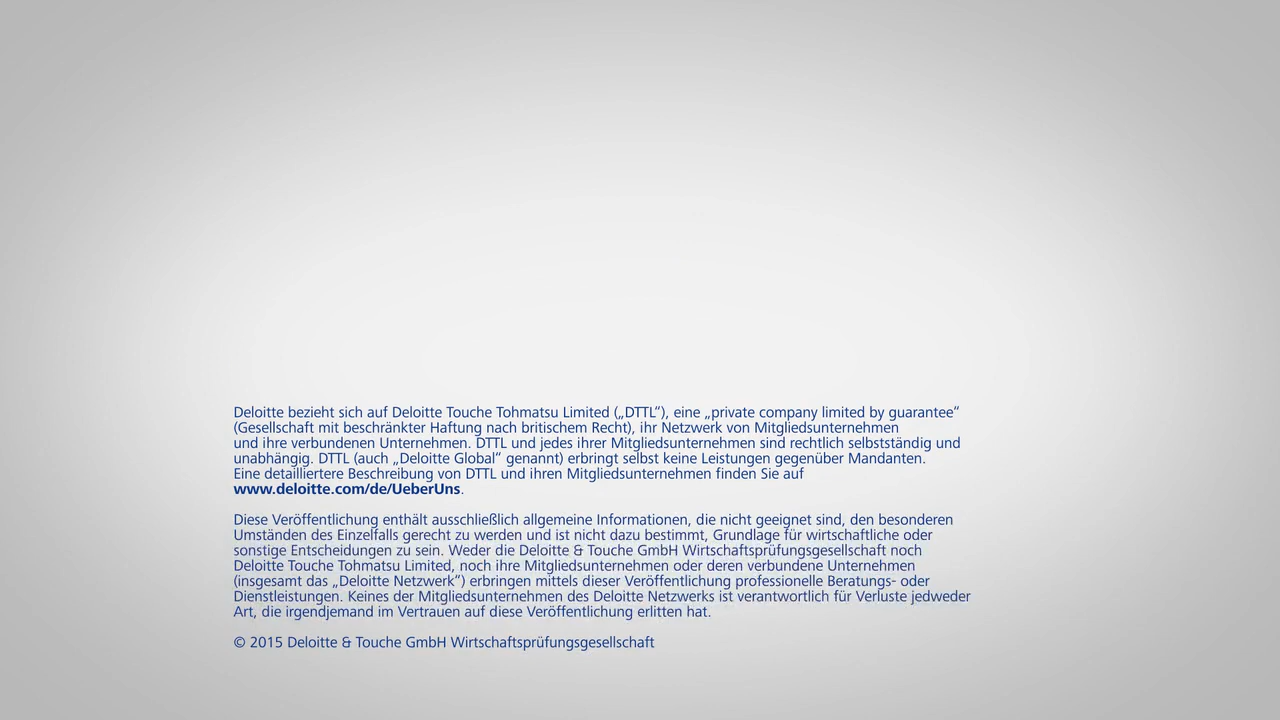 Deloitte bezieht sich auf Deloitte Touche Tohmatsu Limited („DTTL“), eine „private company limited by guarantee“
(Gesellschaft mit beschränkter Haftung nach britischem Recht), ihr Netzwerk von Mitgliedsunternehmen
und ihre verbundenen Unternehmen. DTTL und jedes ihrer Mitgliedsunternehmen sind rechtlich selbstständig und
unabhängig. DTTL (auch „Deloitte Global“ genannt) erbringt selbst keine Leistungen gegenüber Mandanten.
Eine detailliertere Beschreibung von DTTL und ihren Mitgliedsunternehmen finden Sie auf
www.deloitte.com/de/UeberUns.
Diese Veröffentlichung enthält ausschließlich allgemeine Informationen, die nicht geeignet sind, den besonderen
Umständen des Einzelfalls gerecht zu werden und ist nicht dazu bestimmt, Grundlage für wirtschaftliche oder
sonstige Entscheidungen zu sein. Weder die Deloitte & Touche GmbH Wirtschaftsprüfungsgesellschaft noch
Deloitte Touche Tohmatsu Limited, noch ihre Mitgliedsunternehmen oder deren verbundene Unternehmen
(insgesamt das „Deloitte Netzwerk“) erbringen mittels dieser Veröffentlichung professionelle Beratungs- oder
Dienstleistungen. Keines der Mitgliedsunternehmen des Deloitte Netzwerks ist verantwortlich für Verluste jedweder
Art, die irgendjemand im Vertrauen auf diese Veröffentlichung erlitten hat.
© 2015 Deloitte & Touche GmbH Wirtschaftsprüfungsgesellschaft